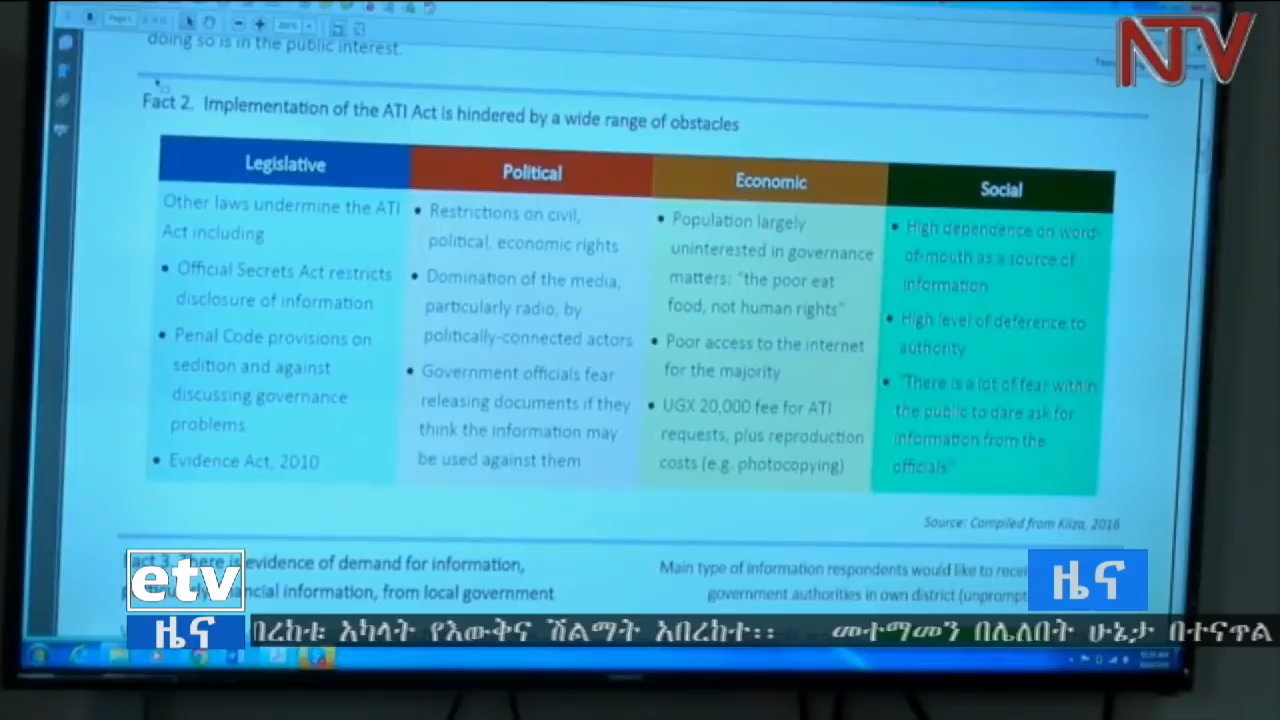 NTV
doing so is in the public interest.
Fact 2. Implementation of the ATI Act is hindered by a wide range of obstacles
Legislative
Other laws undermine the ATI
Act including
• Official Secrets Act restricts
disclosure of information
• Penal Code provisions on
sedition and against
discussing governance
problems
• Evidence Act, 2010
Political
• Restrictions on civil,
political, economic rights
• Domination of the media,
particularly radio, by
politically-connected actors
• Government officials fear
releasing documents if they
think the information may
be used against them
Economic
• Population largely
uninterested in governance
matters: "the poor eat
food, not human rights"
• Poor access to the internet
for the majority
• UGX 20,000 fee for ATI
requests, plus reproduction
costs (e.g. photocopying)
Social
• High dependence on word-
of-mouth as a source of
information
• High level of deference to
authority
• "There is a lot of fear within
the public to dare ask for
information from the
officials"
Source: Compiled from Kiiza, 2016
Fact 3. There is evidence of demand for information,
financial information, from local government
Main type of information respondents would like to
government authorities in own district
etv
ዜና
ዜና
በረከቱ አካላት የእውቅና ሽልማት አበረከተ፡፡ መተማመን በሌለበት ሁኔታ በተናጥል